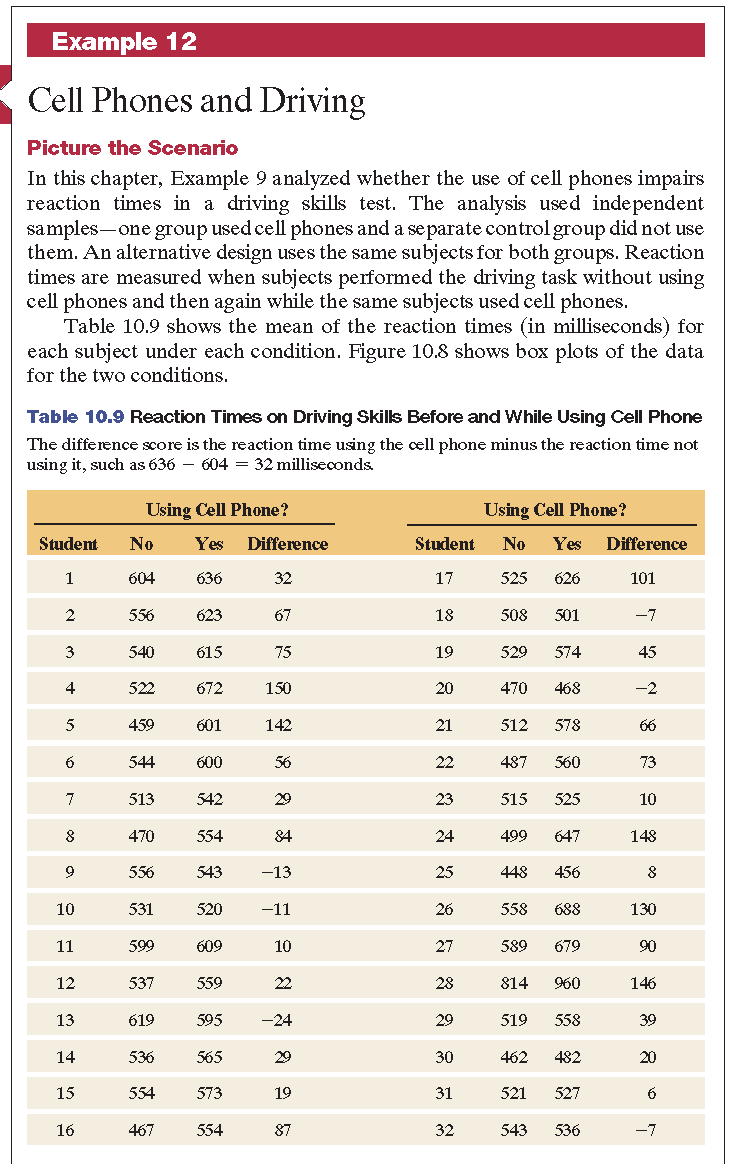 Example 12
Cell Phones and Driving
Picture the Scenario
In this chapter, Example 9 analyzed whether the use of cell phones impairs
reaction times in a driving skills test. The analysis used independent
samples—one group used cell phones and a separate control group did not use
them. An alternative design uses the same subjects for both groups. Reaction
times are measured when subjects performed the driving task without using
cell phones and then again while the same subjects used cell phones.
Table 10.9 shows the mean of the reaction times (in milliseconds) for
each subject under each condition. Figure 10.8 shows box plots of the data
for the two conditions.
Table 10.9 Reaction Times on Driving Skills Before and While Using Cell Phone
The difference score is the reaction time using the cell phone minus the reaction time not
using it, such as 636 − 604 = 32 milliseconds.
Using Cell Phone? Using Cell Phone?
Student No Yes Difference Student No Yes Difference
1 604 636 32 17 525 626 101
2 556 623 67 18 508 501 −7
3 540 615 75 19 529 574 45
4 522 672 150 20 470 468 −2
5 459 601 142 21 512 578 66
6 544 600 56 22 487 560 73
7 513 542 29 23 515 525 10
8 470 554 84 24 499 647 148
9 556 543 −13 25 448 456 8
10 531 520 −11 26 558 688 130
11 599 609 10 27 589 679 90
12 537 559 22 28 814 960 146
13 619 595 −24 29 519 558 39
14 536 565 29 30 462 482 20
15 554 573 19 31 521 527 6
16 467 554 87 32 543 536 −7